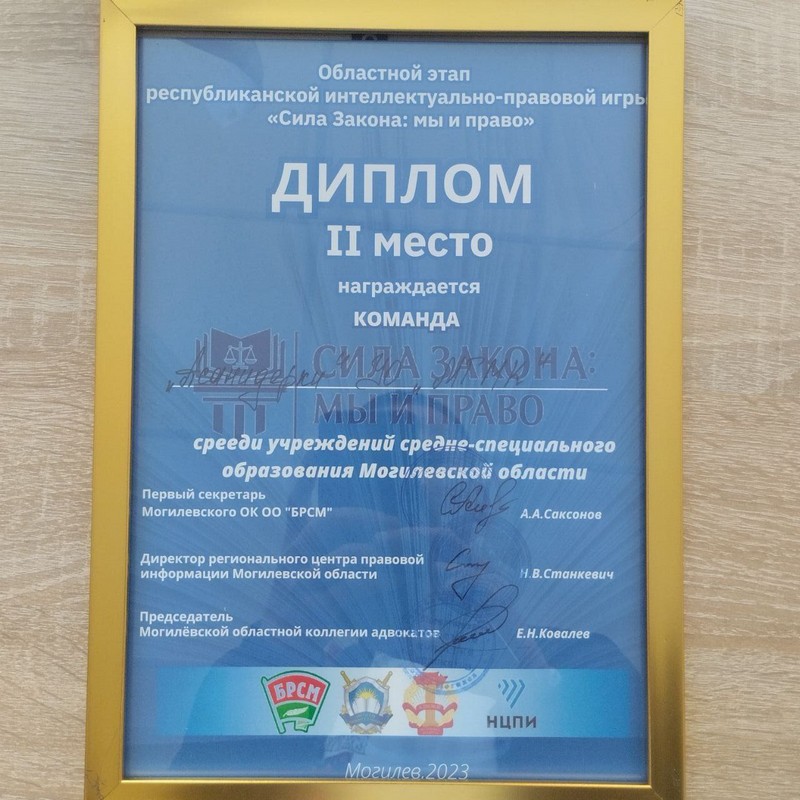 Областной этап
республиканской интеллектуально-правовой игры
«Сила Закона: мы и право»
ДИПЛОМ
II место
награждается
КОМАНДА
СИЛА ЗАКОНА:
МЫ И ПРАВО
срееди учреждений средне-специального
образования Могилевской области
Первый секретарь
Могилевского ОК ОО "БРСМ" А.А.Саксонов
Директор регионального центра правовой
информации Могилевской области Н.В.Станкевич
Председатель
Могилёвской областной коллегии адвокатов Е.Н.Ковалев
БРСМ
НЦПИ
Могилев,2023